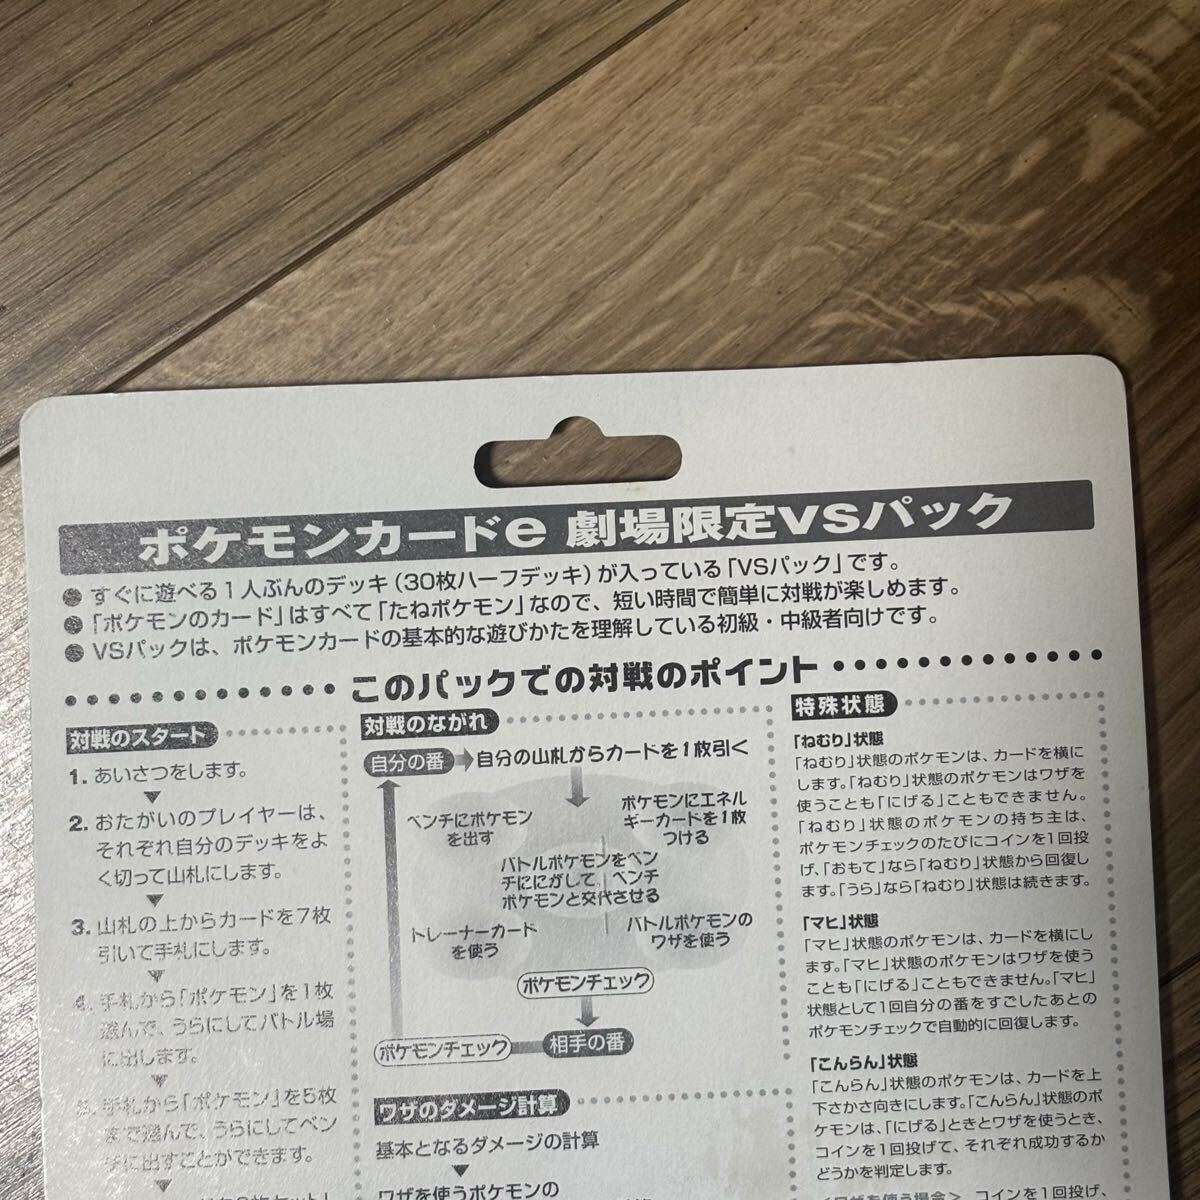 ポケモンカードe 劇場限定VSパック
● すぐに遊べる1人ぶんのデッキ(30枚ハーフデッキ)が入っている「VSパック」です。
● 「ポケモンのカード」はすべて「たねポケモン」なので、短い時間で簡単に対戦が楽しめます。
● VSパックは、ポケモンカードの基本的な遊びかたを理解している初級・中級者向けです。
このパックでの対戦のポイント
対戦のスタート
1. あいさつをします。
▼
2. おたがいのプレイヤーは、
それぞれ自分のデッキをよ
く切って山札にします。
▼
3. 山札の上からカードを7枚
引いて手札にします。
▼
4. 手札から「ポケモン」を1枚
選んで、うらにしてバトル場
に出します。
▼
5. 手札から「ポケモン」を5枚
まで選んで、うらにしてベン
チに出すことができます。
▼
対戦のながれ
自分の番
自分の山札からカードを1枚引く
ベンチにポケモン
を出す
ポケモンにエネル
ギーカードを1枚
つける
バトルポケモンをベン
チににがして、ベンチ
ポケモンと交代させる
トレーナーカード
を使う
バトルポケモンの
ワザを使う
ポケモンチェック
相手の番
ポケモンチェック
ワザのダメージ計算
基本となるダメージの計算
▼
ワザを使うポケモンの
特殊状態
「ねむり」状態
「ねむり」状態のポケモンは、カードを横に
します。「ねむり」状態のポケモンはワザを
使うことも「にげる」こともできません。
「ねむり」状態のポケモンの持ち主は、
ポケモンチェックのたびにコインを1回投
げ、「おもて」なら「ねむり」状態から回復し
ます。「うら」なら「ねむり」状態は続きます。
「マヒ」状態
「マヒ」状態のポケモンは、カードを横にし
ます。「マヒ」状態のポケモンはワザを使う
ことも「にげる」こともできません。「マヒ」
状態として1回自分の番をすごしたあとの
ポケモンチェックで自動的に回復します。
「こんらん」状態
「こんらん」状態のポケモンは、カードを上
下さかさ向きにします。「こんらん」状態のポ
ケモンは、「にげる」ときとワザを使うとき、
コインを1回投げて、それぞれ成功するか
どうかを判定します。
<ワザを使う場合> コインを1回投げ、